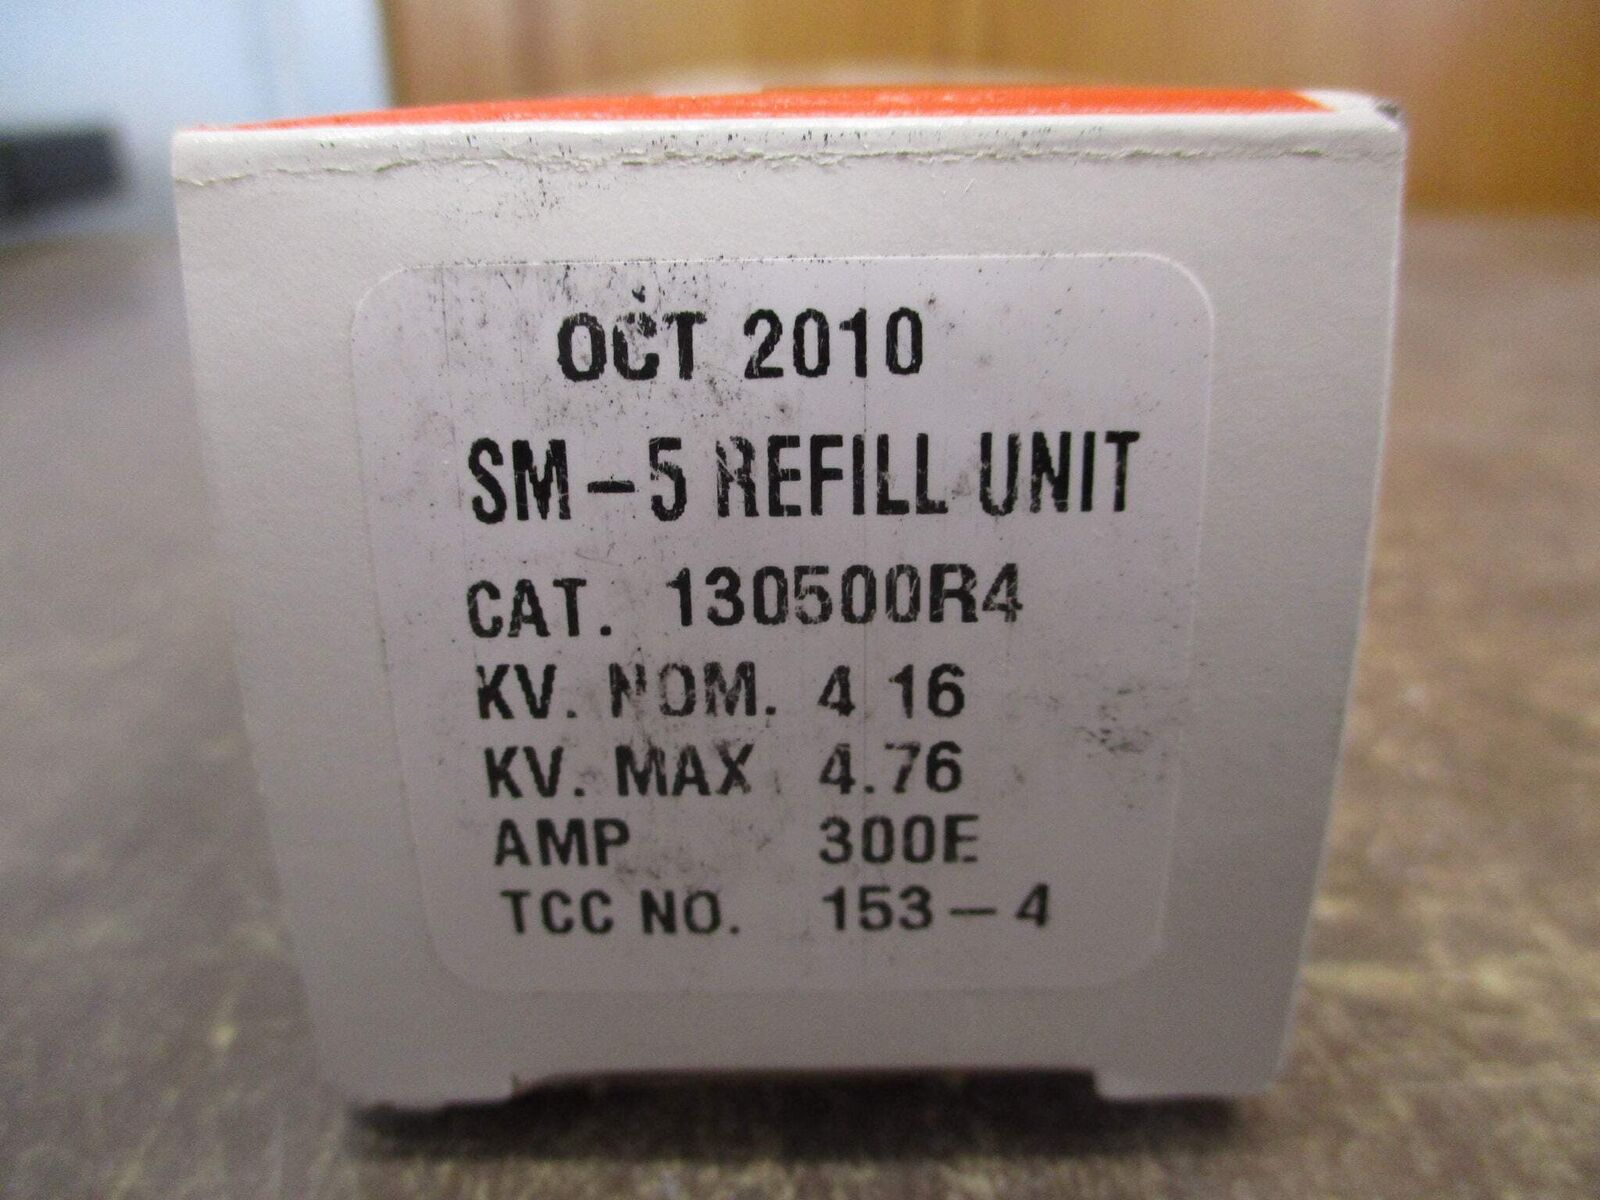 OCT 2010
SM-5 REFILL UNIT
CAT. 130500R4
KV. NOM. 4 16
KV. MAX 4.76
AMP 300E
TCC NO. 153-4